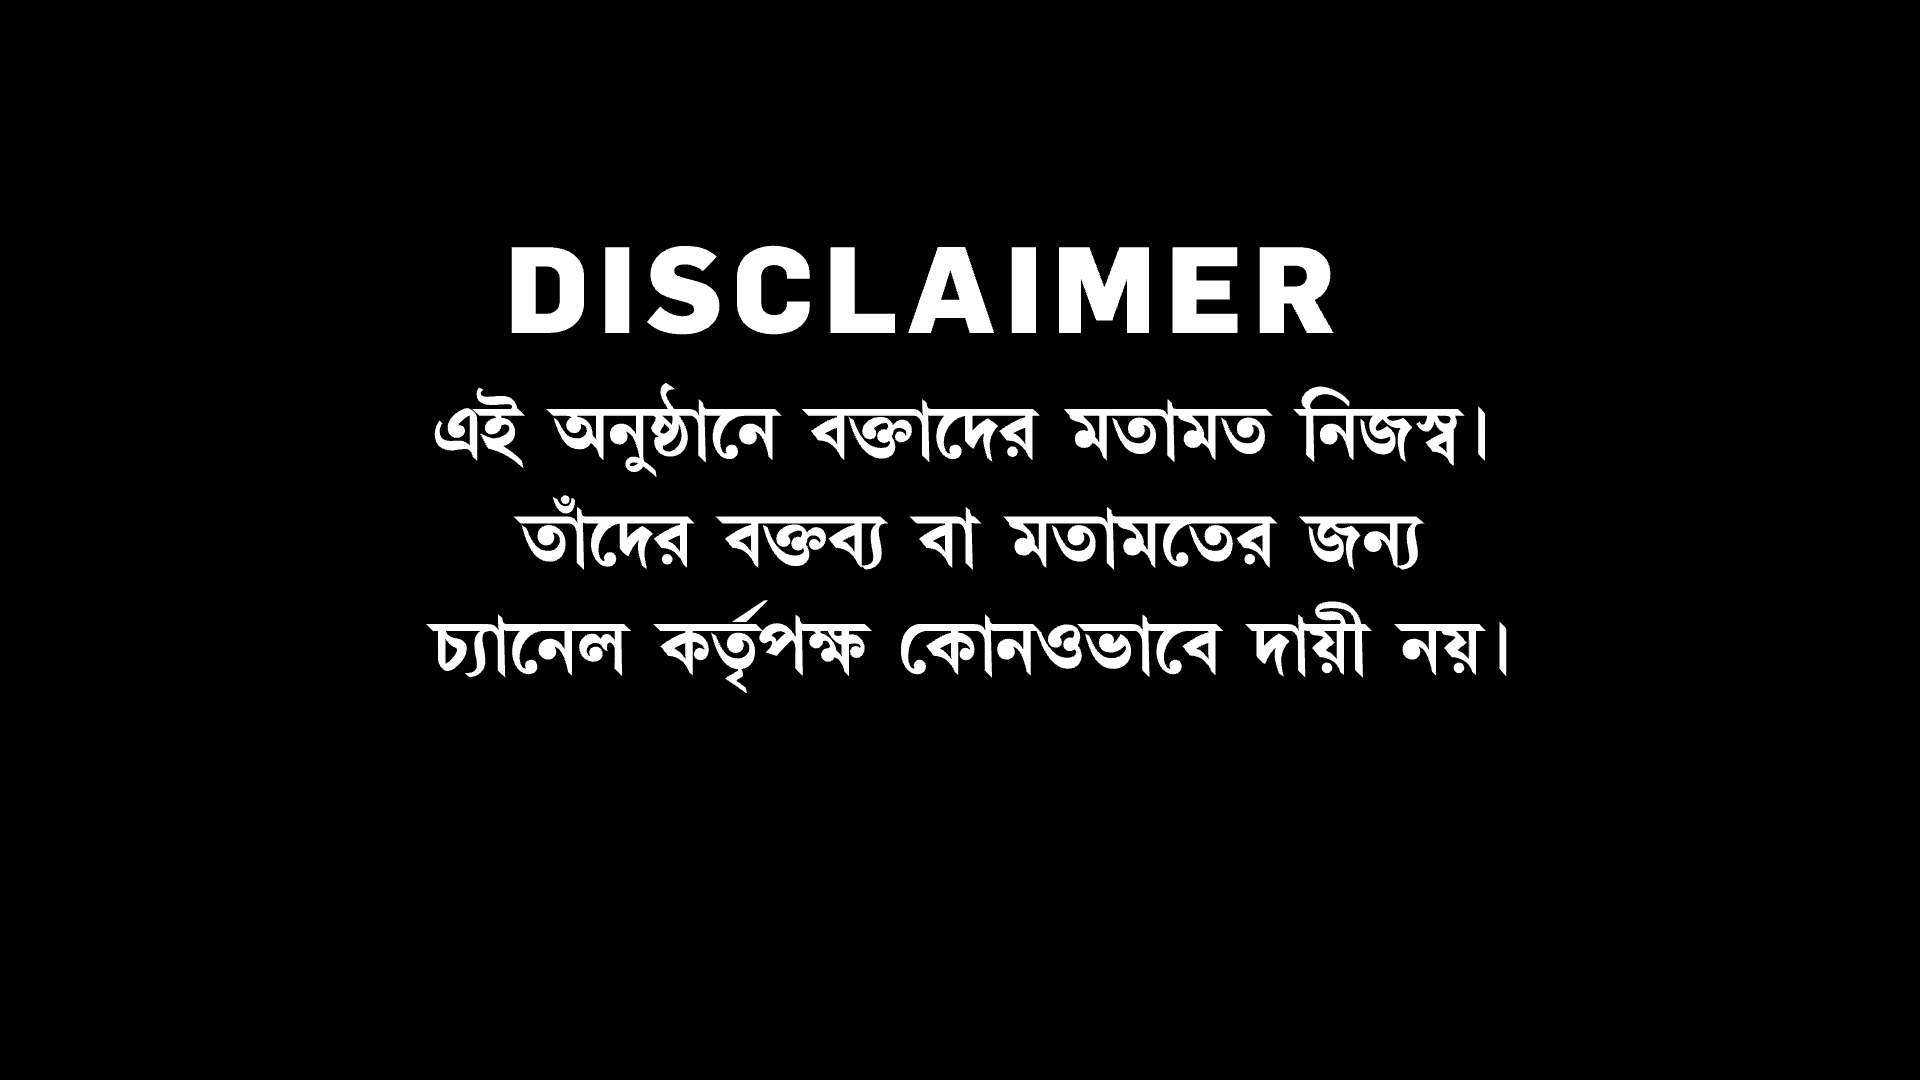 DISCLAIMER
এই অনুষ্ঠানে বক্তাদের মতামত নিজস্ব।
তাঁদের বক্তব্য বা মতামতের জন্য
চ্যানেল কর্তৃপক্ষ কোনওভাবে দায়ী নয়।